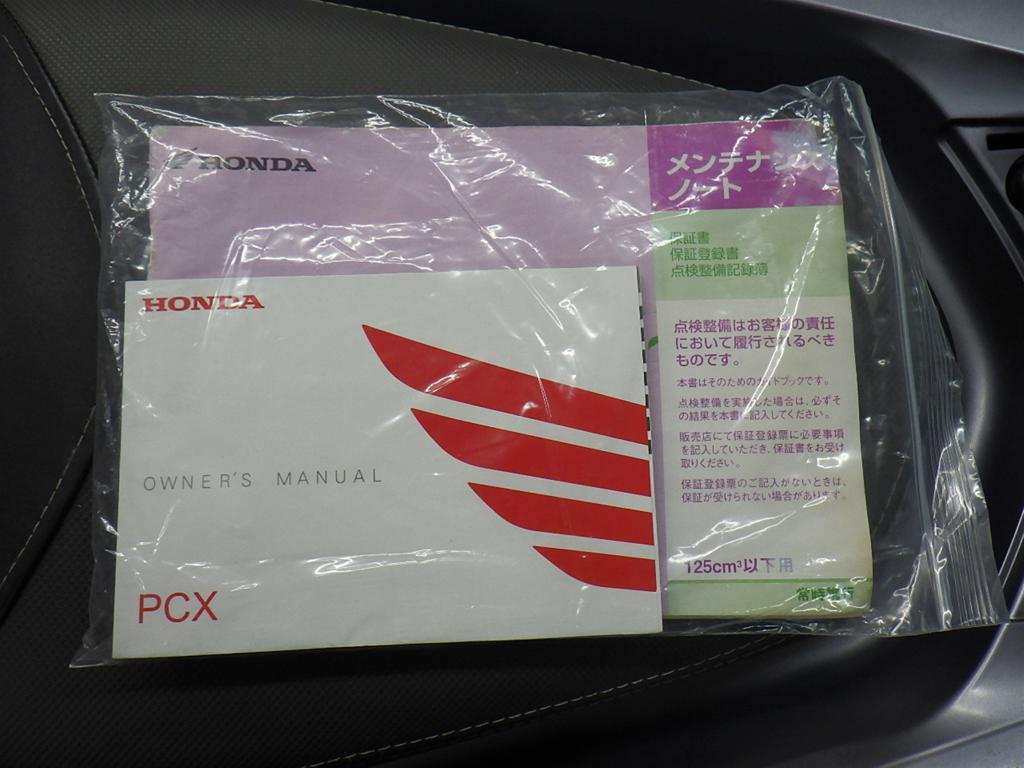 HONDA
メンテナンス
ノート
保証書
保証登録書
点検整備記録簿
点検整備はお客様の責任
において履行されるべき
ものです。
本書はそのためのガイドブックです。
点検整備を実施した場合は、必ずそ
の結果を本書に記入してください。
販売店にて保証登録票に必要事項
を記入していただき、保証書をお受け
取りください。
保証登録票のご記入がないときは、
保証が受けられない場合があります。
125cm³以下用
HONDA
OWNER'S MANUAL
PCX